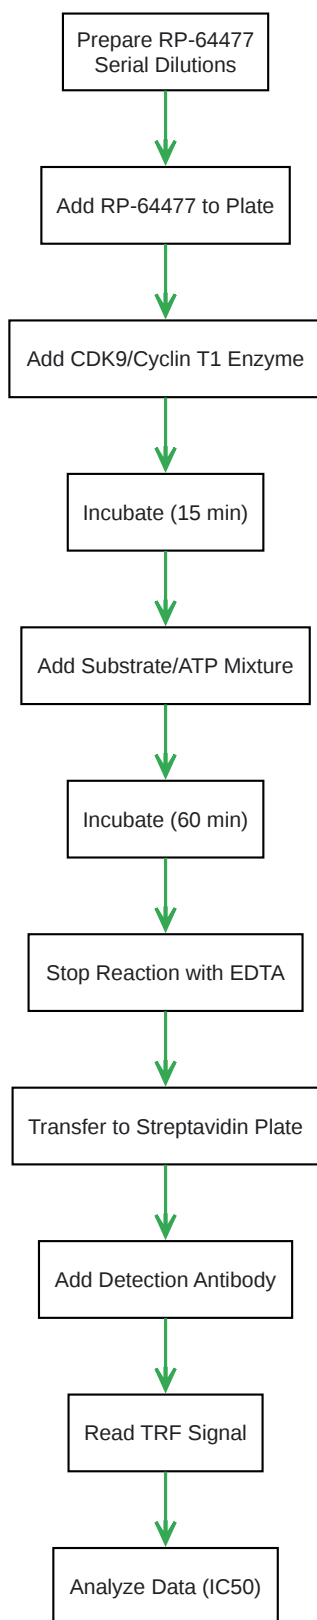 Prepare RP-64477
Serial Dilutions
Add RP-64477 to Plate
Add CDK9/Cyclin T1 Enzyme
Incubate (15 min)
Add Substrate/ATP Mixture
Incubate (60 min)
Stop Reaction with EDTA
Transfer to Streptavidin Plate
Add Detection Antibody
Read TRF Signal
Analyze Data (IC50)